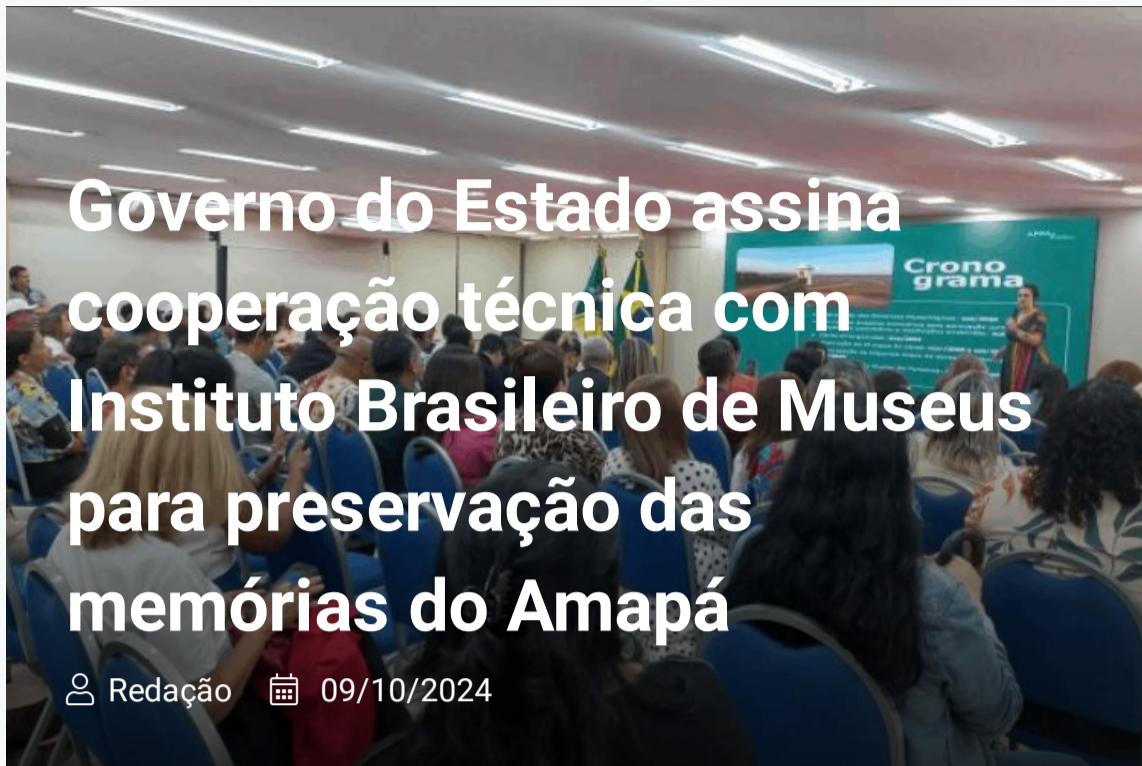 Governo do Estado assina
cooperação técnica com
Instituto Brasileiro de Museus
para preservação das
memórias do Amapá
Redação 09/10/2024
Crono
grama